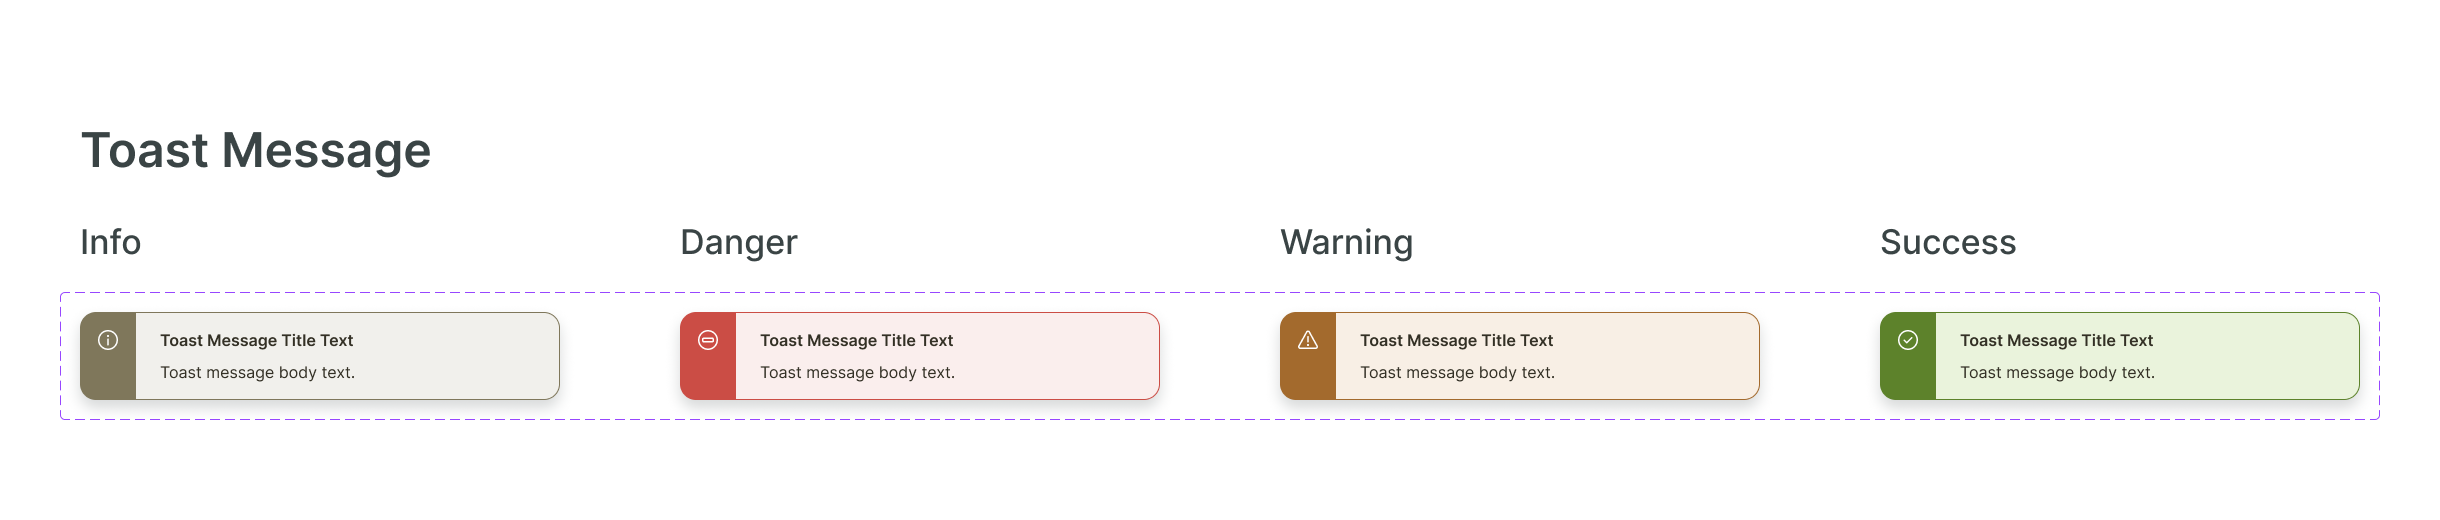 Toast Message
Info
Danger
Warning
Success
Toast Message Title Text
Toast message body text.
Toast Message Title Text
Toast message body text.
Toast Message Title Text
Toast message body text.
Toast Message Title Text
Toast message body text.